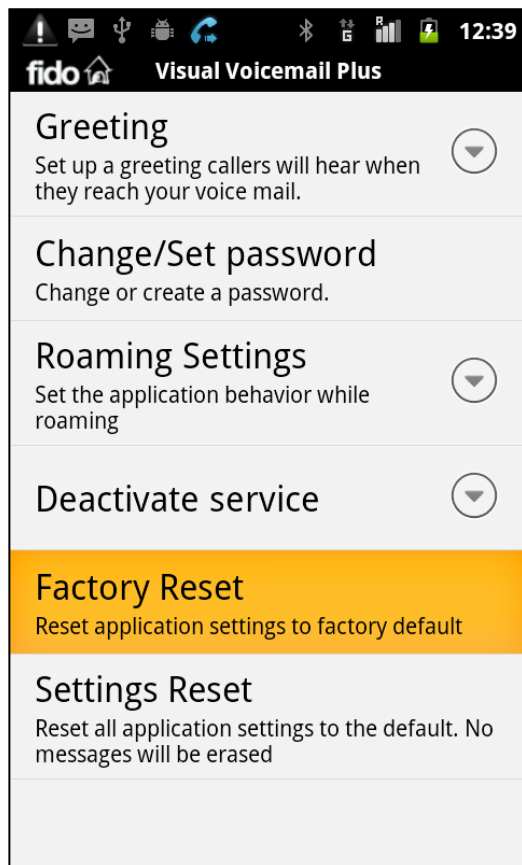 G R 12:39
fido Visual Voicemail Plus
Greeting
Set up a greeting callers will hear when
they reach your voice mail.
Change/Set password
Change or create a password.
Roaming Settings
Set the application behavior while
roaming
Deactivate service
Factory Reset
Reset application settings to factory default
Settings Reset
Reset all application settings to the default. No
messages will be erased